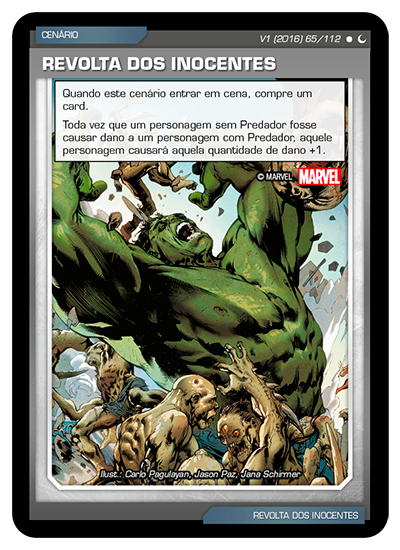 CENÁRIO
V1 (2016) 65/112
REVOLTA DOS INOCENTES
Quando este cenário entrar em cena, compre um
card.
Toda vez que um personagem sem Predador fosse
causar dano a um personagem com Predador, aquele
personagem causará aquela quantidade de dano +1.
© MARVEL MARVEL
Ilust.: Carlo Pagulayan, Jason Paz, Jana Schirmer
REVOLTA DOS INOCENTES